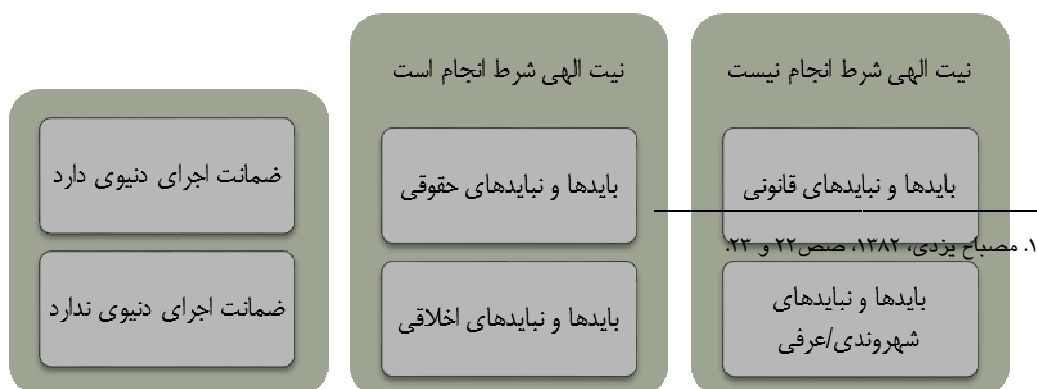 نیت الهی شرط انجام نیست
بایدها و نبایدهای قانونی
بایدها و نبایدهای
شهروندی/عرفی
نیت الهی شرط انجام است
بایدها و نبایدهای حقوقی
بایدها و نبایدهای اخلاقی
ضمانت اجرای دنیوی دارد
ضمانت اجرای دنیوی ندارد
۱. مصباح یزدی، ۱۳۸۲، صص۲۲ و ۲۳.